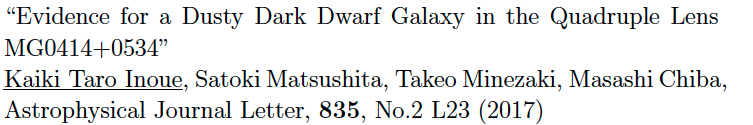 “Evidence for a Dusty Dark Dwarf Galaxy in the Quadruple Lens
MG0414+0534”
Kaiki Taro Inoue, Satoki Matsushita, Takeo Minezaki, Masashi Chiba,
Astrophysical Journal Letter, 835, No.2 L23 (2017)